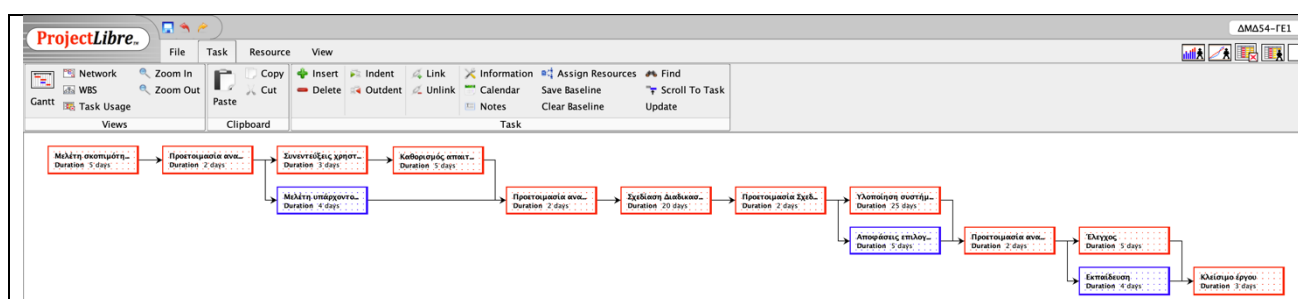 ProjectLibre
ΔΜΔ54-ΓΕ1
File Task Resource View
Network Zoom In Copy Insert Indent Link Information Assign Resources Find
WBS Zoom Out Cut Delete Outdent Unlink Calendar Save Baseline Scroll To Task
Gantt Task Usage Paste Notes Clear Baseline Update
Views Clipboard Task
Μελέτη σκοπιμότη...
Duration 5 days
Προετοιμασία ανα...
Duration 2 days
Συνεντεύξεις χρηστ...
Duration 3 days
Καθορισμός απαιτ...
Duration 5 days
Μελέτη υπάρχοντο...
Duration 4 days
Προετοιμασία ανα...
Duration 2 days
Σχεδίαση Διαδικασ...
Duration 20 days
Προετοιμασία Σχεδ...
Duration 2 days
Υλοποίηση συστήμ...
Duration 25 days
Αποφάσεις επιλογ...
Duration 5 days
Προετοιμασία ανα...
Duration 2 days
Έλεγχος
Duration 5 days
Εκπαίδευση
Duration 4 days
Κλείσιμο έργου
Duration 3 days